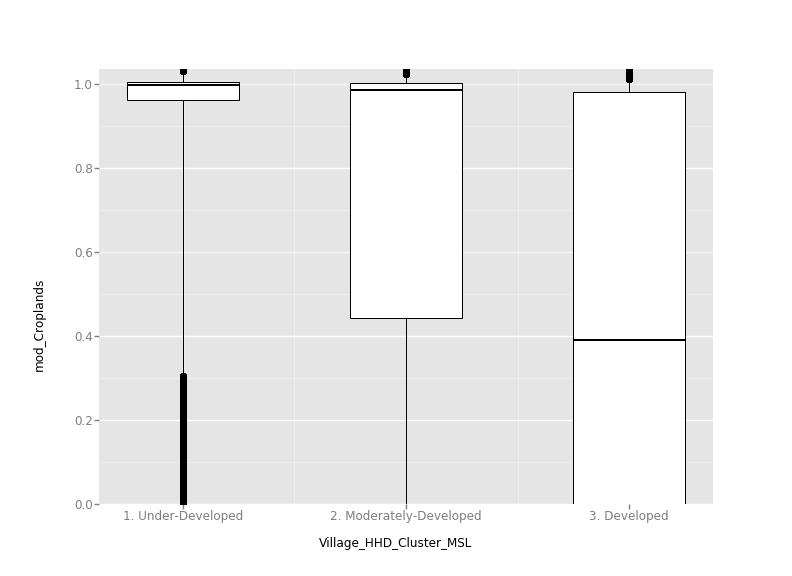 1.0
0.8
0.6
0.4
0.2
0.0
mod_Croplands
1. Under-Developed
2. Moderately-Developed
3. Developed
Village_HHD_Cluster_MSL